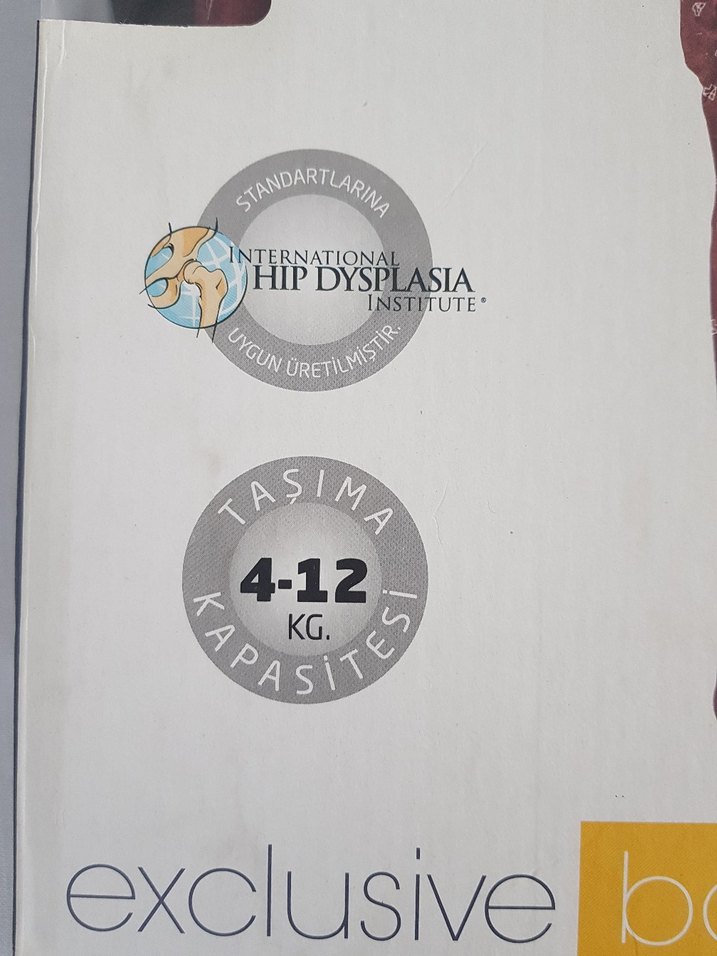 STANDARTLARINA
INTERNATIONAL
HIP DYSPLASIA
INSTITUTE®
UYGUN ÜRETİLMİŞTİR.
TAŞIMA
4-12
KG.
KAPASİTESİ
exclusive